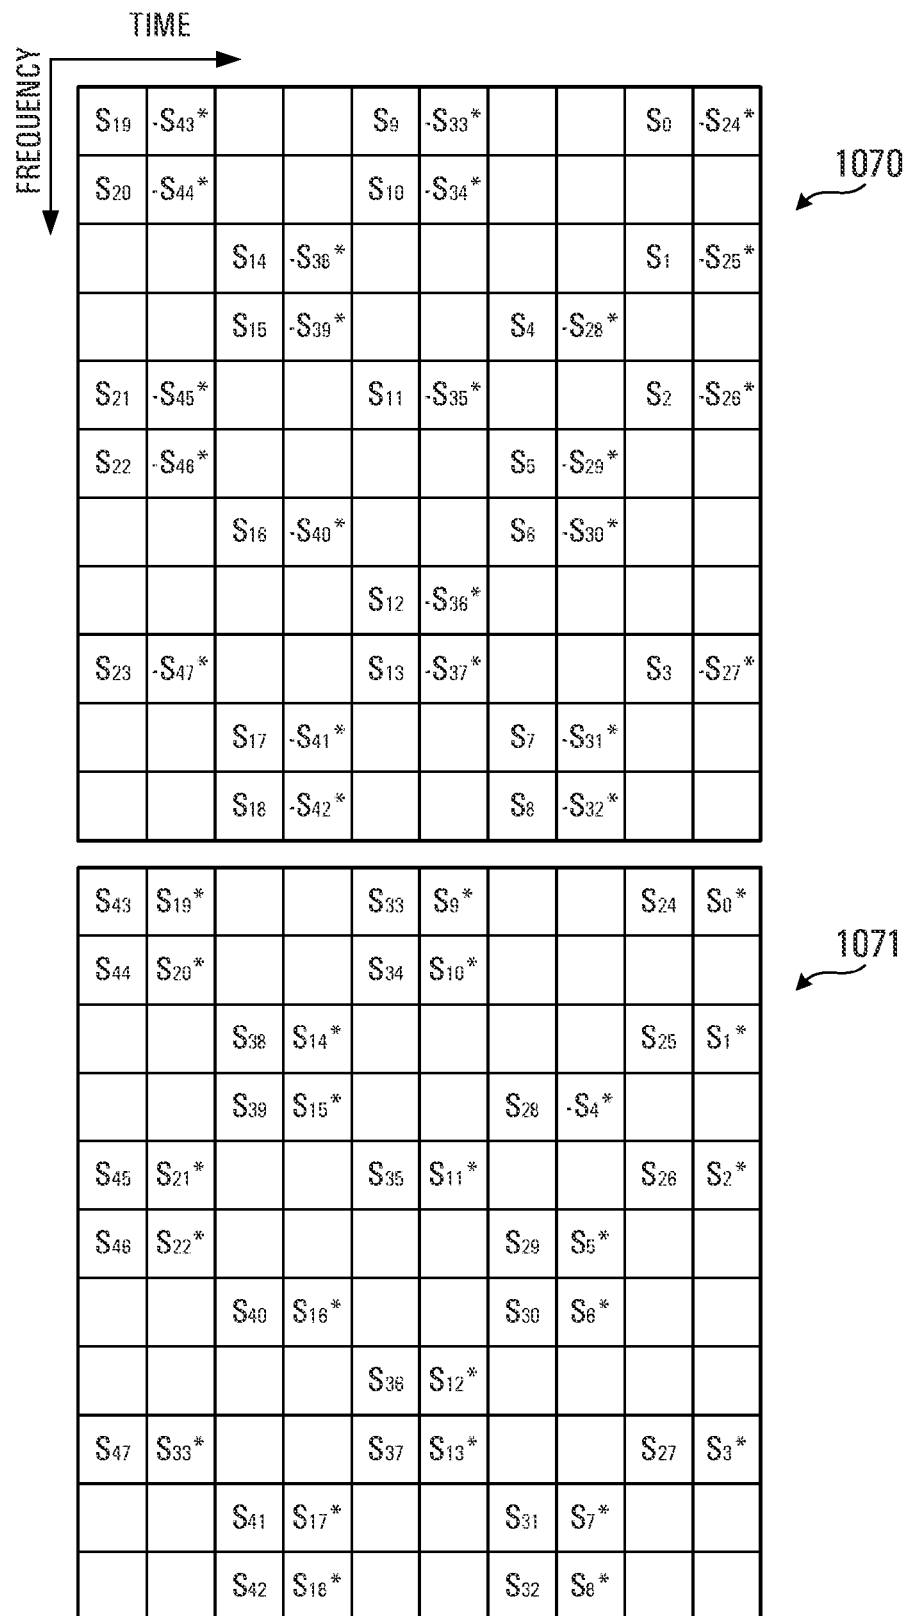 TIME
FREQUENCY
S19 -S43* S9 -S33* S0 -S24*
1070
S20 -S44* S10 -S34*
S14 -S38* S1 -S25*
S15 -S39* S4 -S28*
S21 -S45* S11 -S35* S2 -S26*
S22 -S46* S5 -S29*
S16 -S40* S6 -S30*
S12 -S36*
S23 -S47* S13 -S37* S3 -S27*
S17 -S41* S7 -S31*
S18 -S42* S8 -S32*
S43 S19* S33 S9* S24 S0*
1071
S44 S20* S34 S10*
S38 S14* S25 S1*
S39 S15* S28 -S4*
S45 S21* S35 S11* S26 S2*
S46 S22* S29 S5*
S40 S16* S30 S6*
S36 S12*
S47 S33* S37 S13* S27 S3*
S41 S17* S31 S7*
S42 S18* S32 S8*